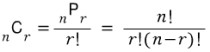 ₙCᵣ = ₙPᵣ / r! = n! / r!(n−r)!